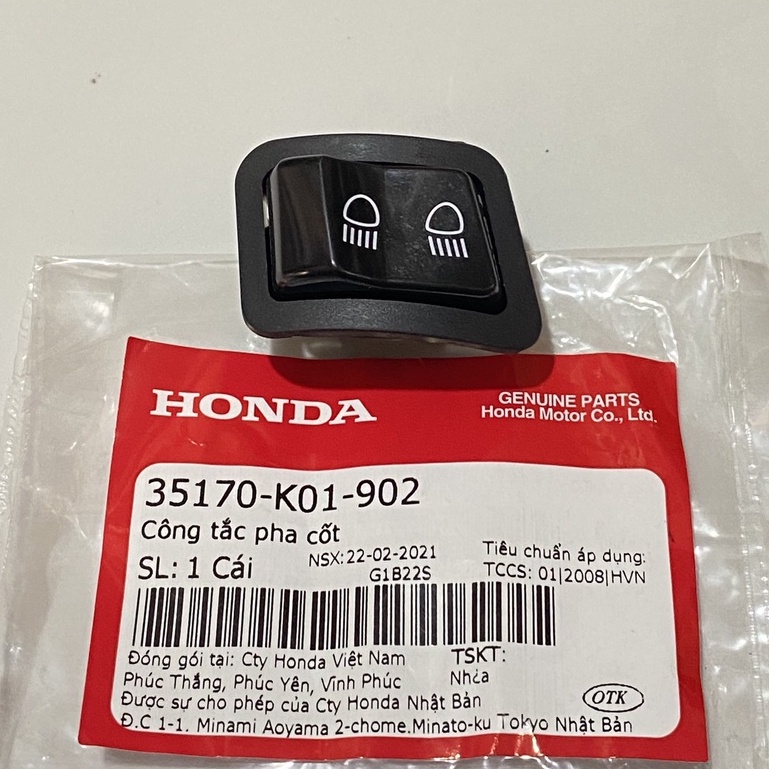 HONDA
GENUINE PARTS
Honda Motor Co., Ltd.
35170-K01-902
Công tắc pha cốt
SL: 1 Cái
NSX:22-02-2021
G1B22S
Tiêu chuẩn áp dụng:
TCCS: 01|2008|HVN
Đóng gói tại: Cty Honda Việt Nam
Phúc Thắng, Phúc Yên, Vĩnh Phúc
TSKT:
Nhựa
Được sự cho phép của Cty Honda Nhật Bản
Đ.C 1-1. Minami Aoyama 2-chome.Minato-ku Tokyo Nhật Bản
OTK